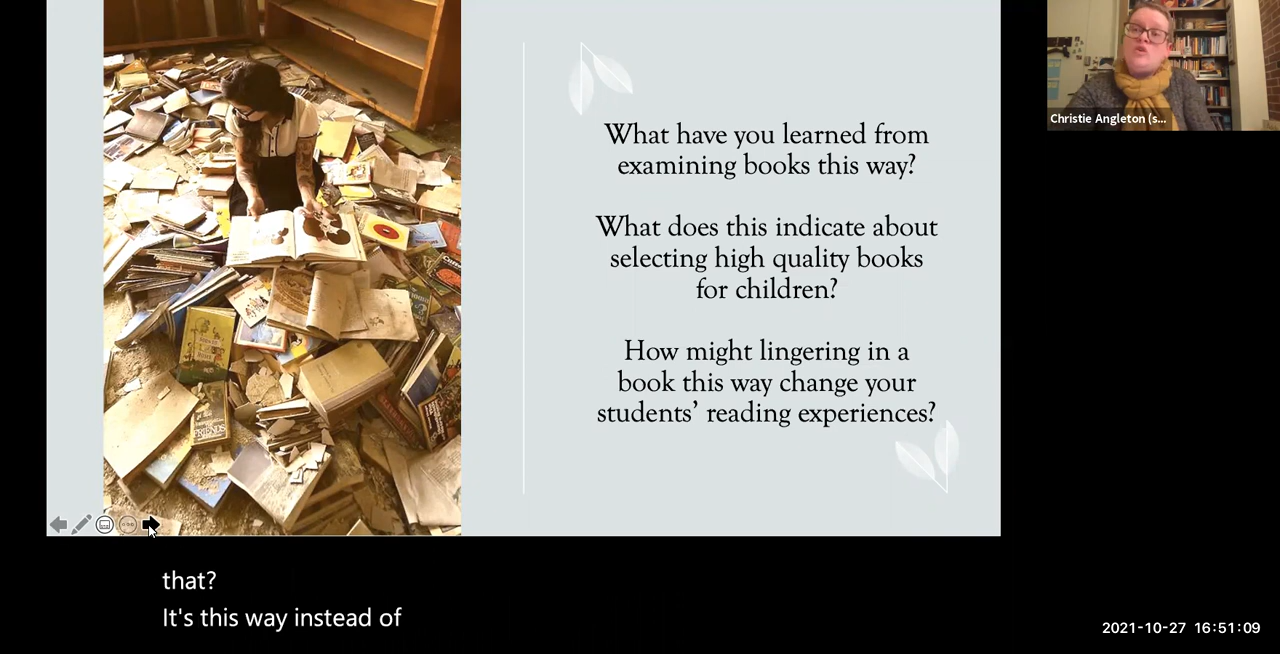 What have you learned from
examining books this way?
What does this indicate about
selecting high quality books
for children?
How might lingering in a
book this way change your
students’ reading experiences?
Christie Angleton (s...
FRIENDS
that?
It's this way instead of
2021-10-27 16:51:09